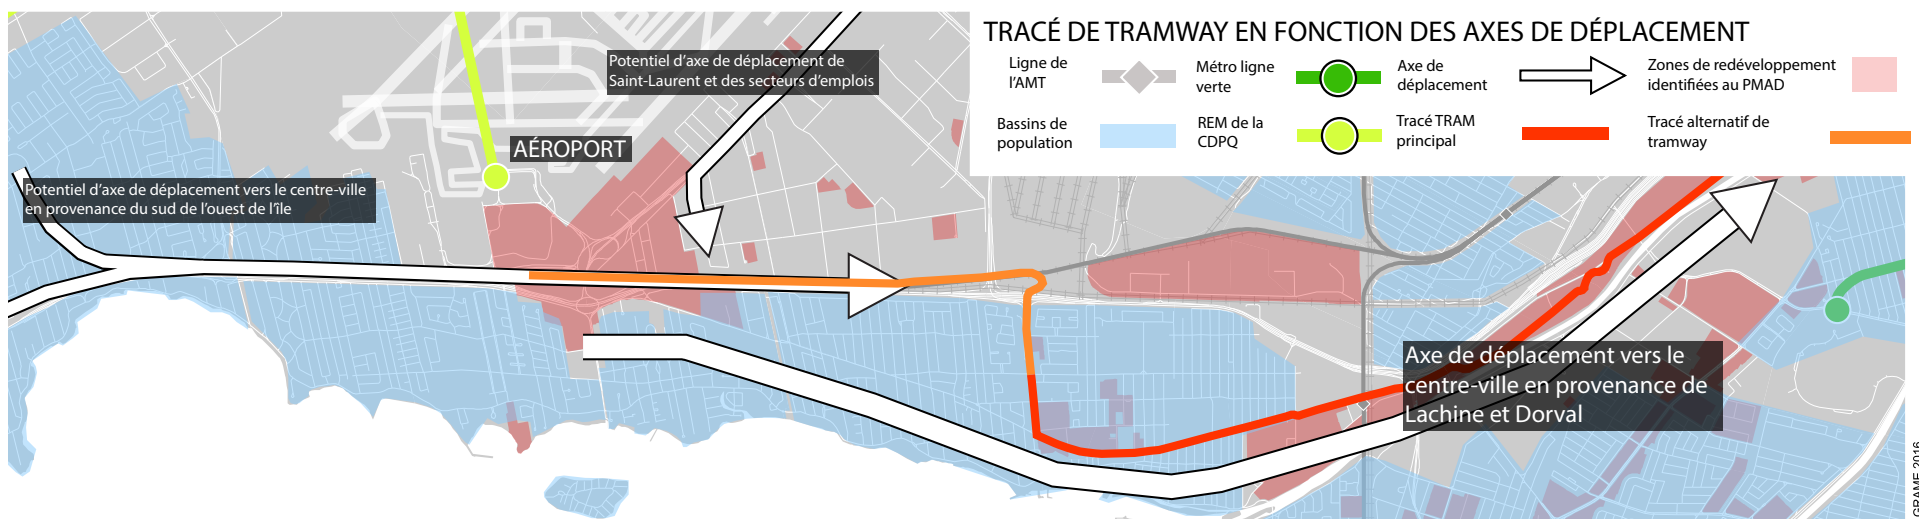 TRACÉ DE TRAMWAY EN FONCTION DES AXES DE DÉPLACEMENT
Ligne de
l'AMT
Métro ligne
verte
Axe de
déplacement
Zones de redéveloppement
identifiées au PMAD
Bassins de
population
REM de la
CDPQ
Tracé TRAM
principal
Tracé alternatif de
tramway
Potentiel d'axe de déplacement de
Saint-Laurent et des secteurs d'emplois
AÉROPORT
Potentiel d'axe de déplacement vers le centre-ville
en provenance du sud de l'ouest de l'île
Axe de déplacement vers le
centre-ville en provenance de
Lachine et Dorval
GRAME 2016